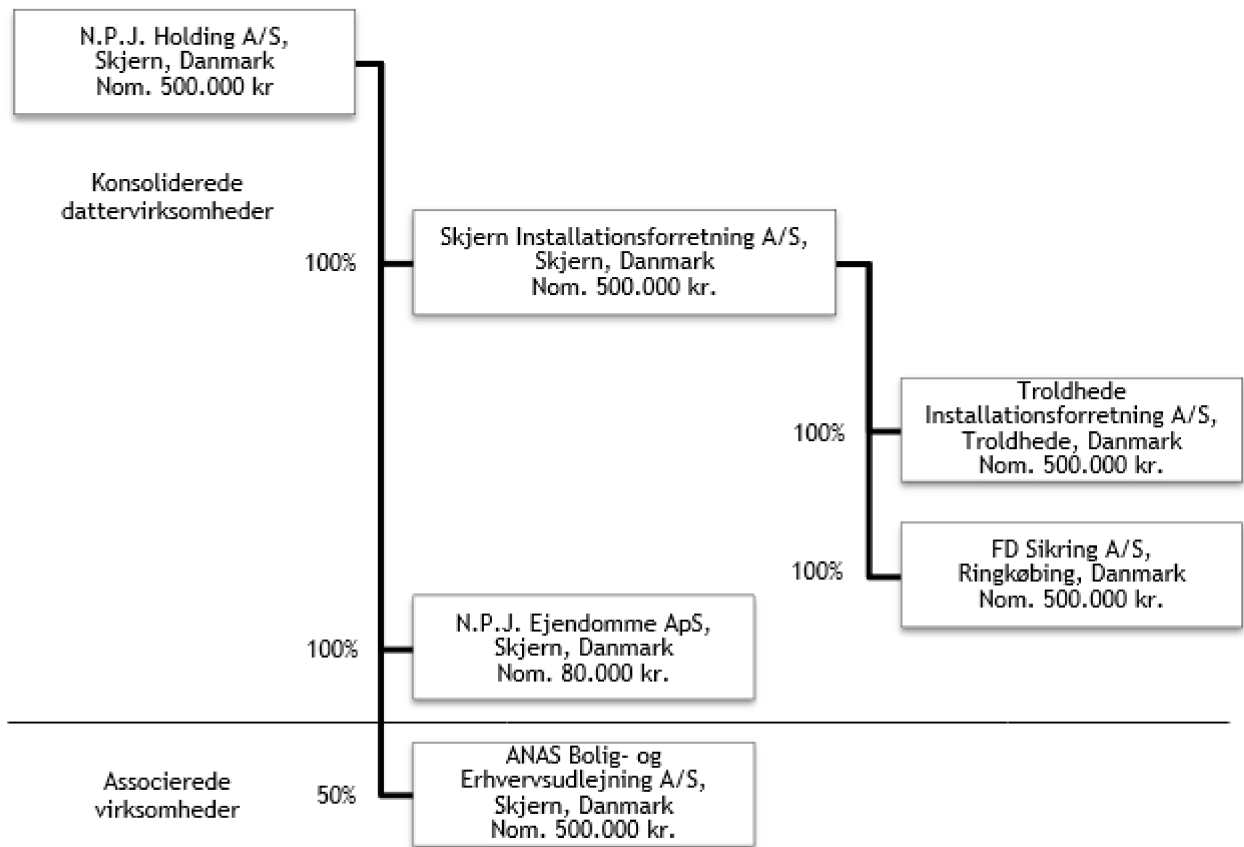 N.P.J. Holding A/S,
Skjern, Danmark
Nom. 500.000 kr
Konsoliderede
dattervirksomheder
100%
Skjern Installationsforretning A/S,
Skjern, Danmark
Nom. 500.000 kr.
100%
Troldhede
Installationsforretning A/S,
Troldhede, Danmark
Nom. 500.000 kr.
100%
FD Sikring A/S,
Ringkøbing, Danmark
Nom. 500.000 kr.
100%
N.P.J. Ejendomme ApS,
Skjern, Danmark
Nom. 80.000 kr.
Associerede
virksomheder
50%
ANAS Bolig- og
Erhvervsudlejning A/S,
Skjern, Danmark
Nom. 500.000 kr.